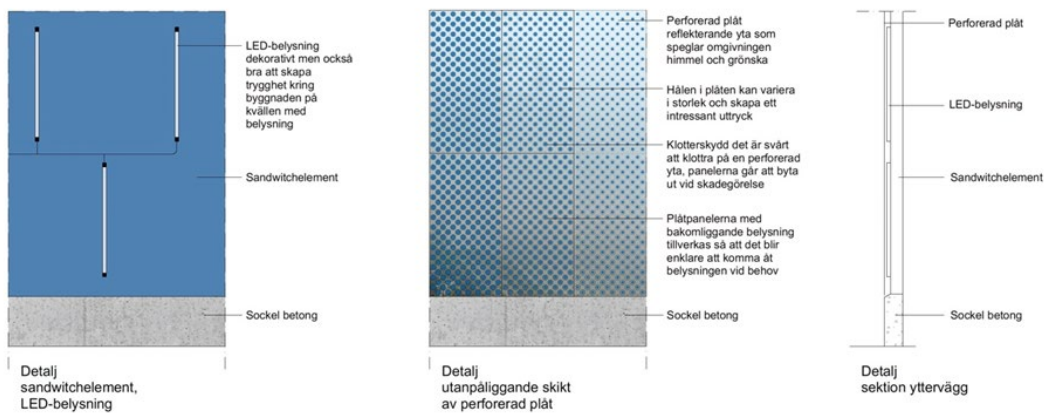 LED-belysning
dekorativt men också
bra att skapa
trygghet kring
byggnaden på
kvällen med
belysning
Sandwitchelement
Sockel betong
Detalj
sandwitchelement,
LED-belysning
Perforerad plåt
reflekterande yta som
speglar omgivningen
himmel och grönska
Hålen i plåten kan variera
i storlek och skapa ett
intressant uttryck
Klotterskydd det är svårt
att klottra på en perforerad
yta, panelerna går att byta
ut vid skadegörelse
Plåtpanelerna med
bakomliggande belysning
tillverkas så att det blir
enklare att komma åt
belysningen vid behov
Sockel betong
Detalj
utanpåliggande skikt
av perforerad plåt
Perforerad plåt
LED-belysning
Sandwitchelement
Sockel betong
Detalj
sektion yttervägg